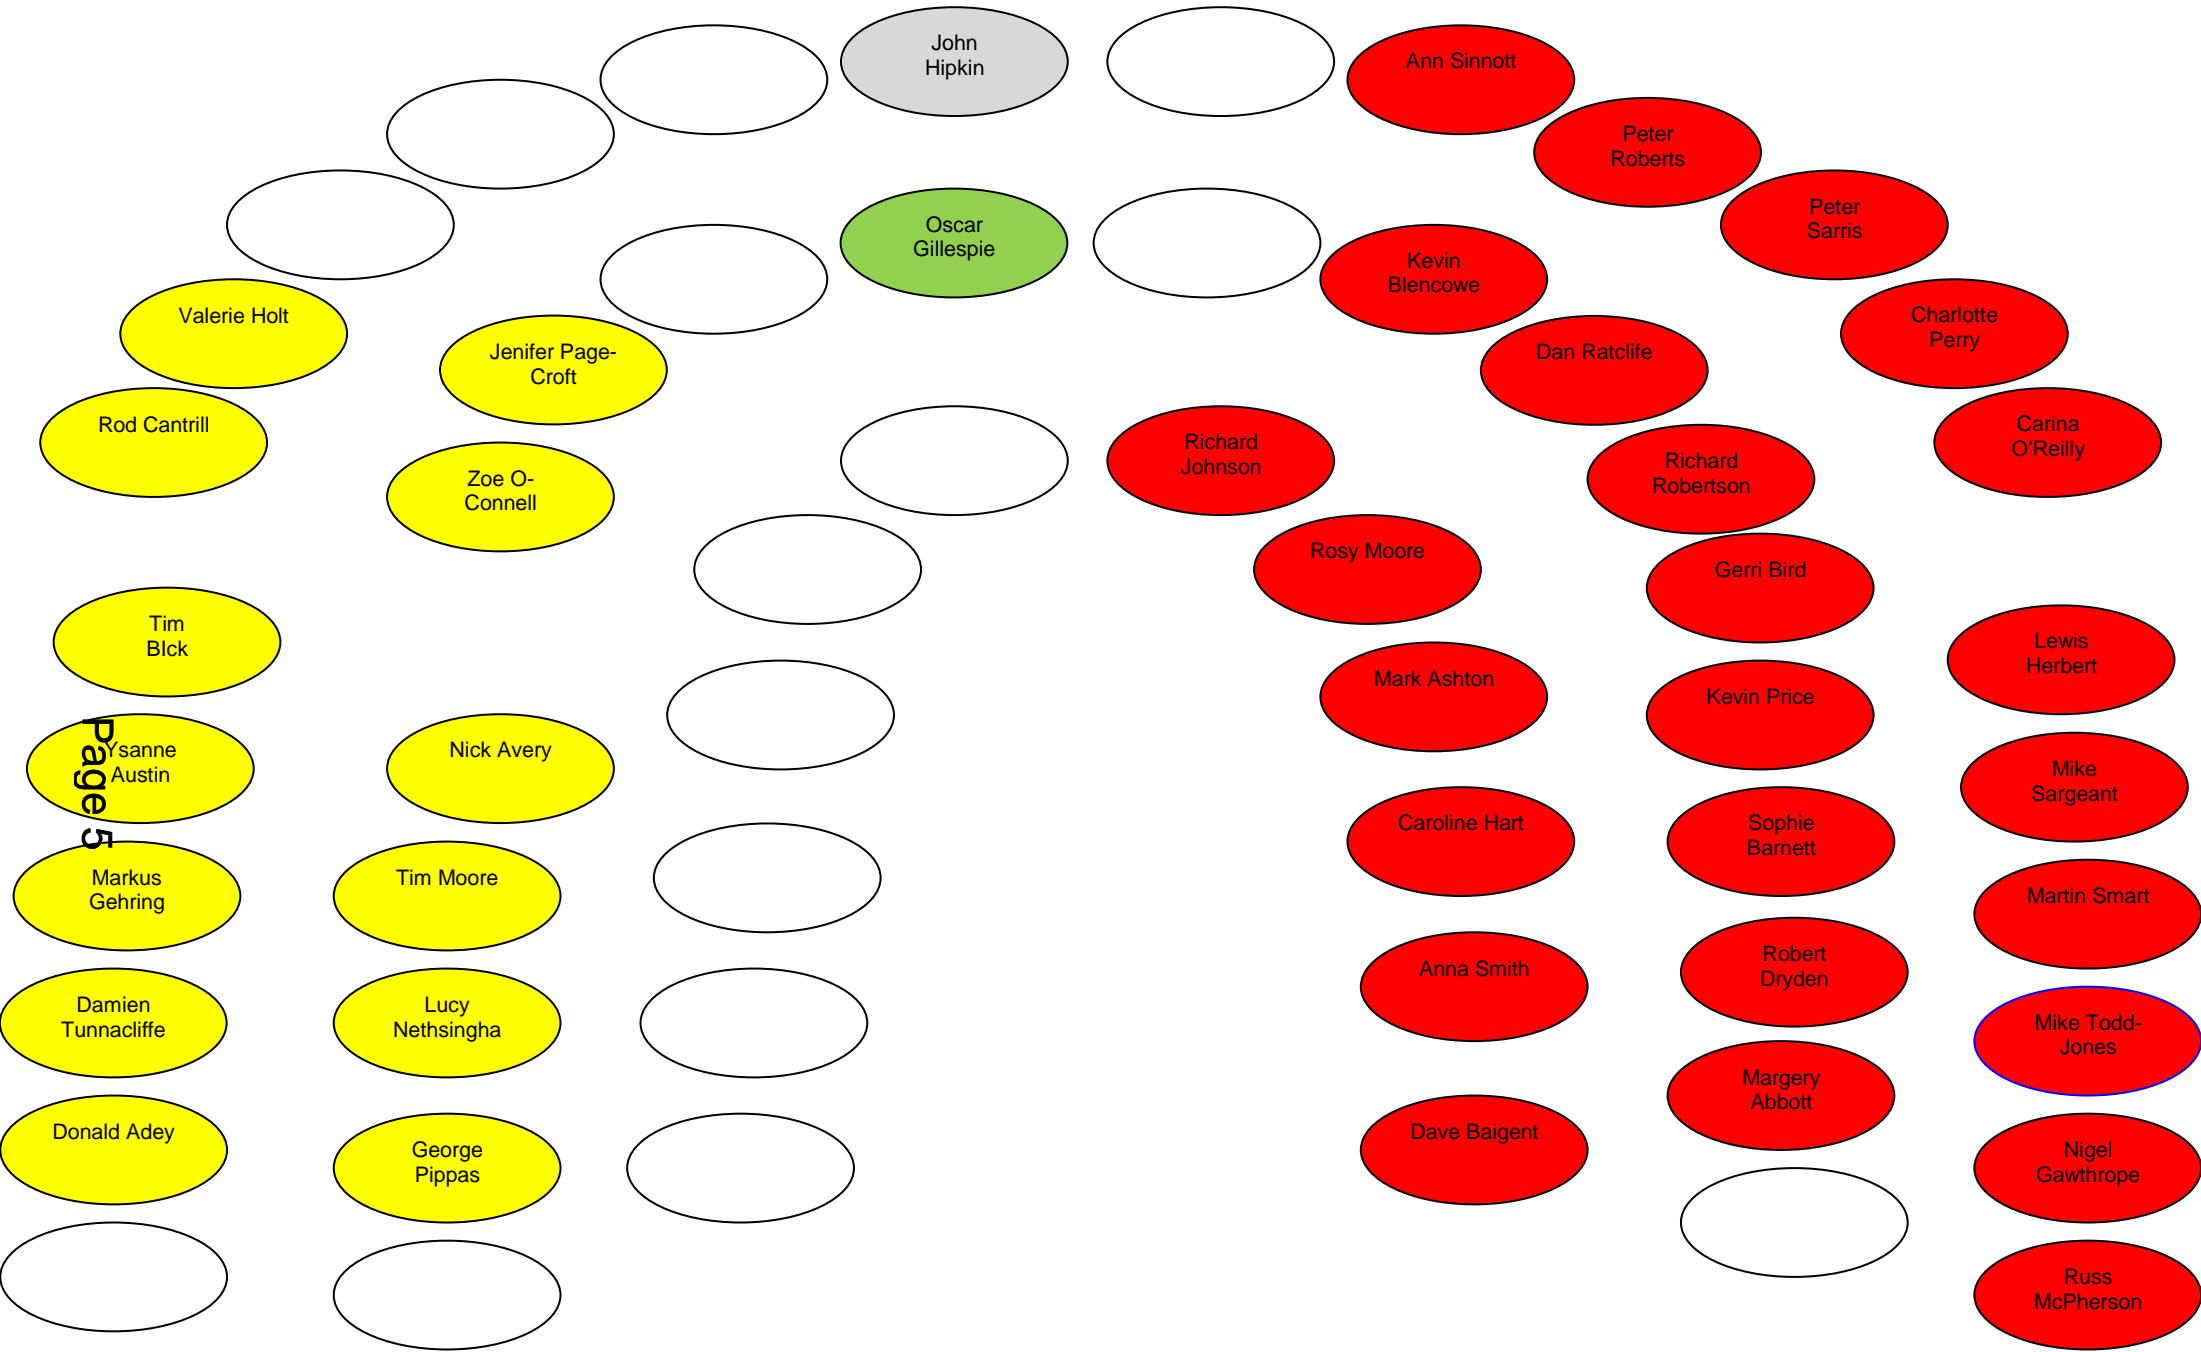 John
Hipkin
Ann Sinnott
Peter
Roberts
Peter
Sarris
Oscar
Gillespie
Kevin
Blencowe
Valerie Holt
Charlotte
Perry
Jenifer Page-
Croft
Dan Ratclife
Rod Cantrill
Carina
O'Reilly
Richard
Johnson
Richard
Robertson
Zoe O-
Connell
Rosy Moore
Gerri Bird
Tim
BIck
Lewis
Herbert
Mark Ashton
Kevin Price
Ysanne
Austin
Nick Avery
Mike
Sargeant
Page 5
Caroline Hart
Sophie
Barnett
Markus
Gehring
Tim Moore
Martin Smart
Anna Smith
Robert
Dryden
Damien
Tunnacliffe
Lucy
Nethsingha
Mike Todd-
Jones
Margery
Abbott
Donald Adey
George
Pippas
Dave Baigent
Nigel
Gawthrope
Russ
McPherson